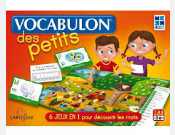 VOCABULON
des petits
LAROUSSE
6 JEUX EN 1 pour découvrir les mots